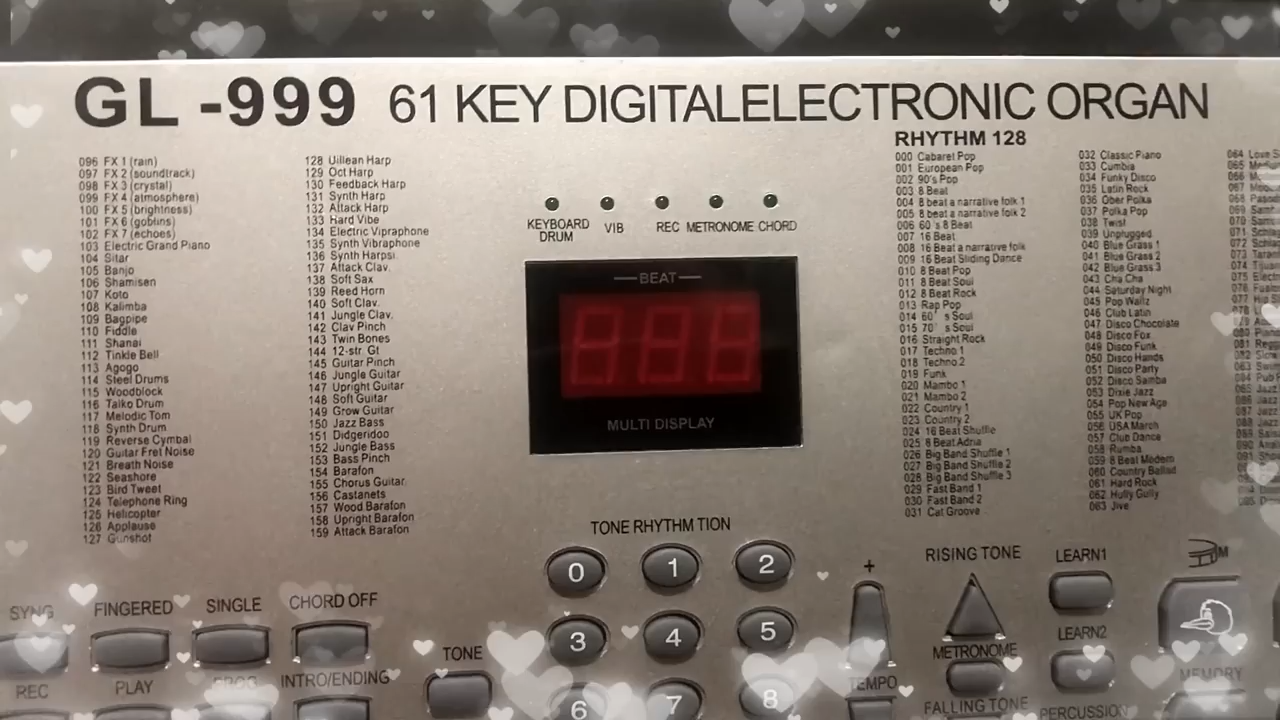 GL -999 61 KEY DIGITALELECTRONIC ORGAN
RHYTHM 128
096 FX 1 (rain)
097 FX 2 (soundtrack)
098 FX 3 (crystal)
099 FX 4 (atmosphere)
100 FX 5 (brightness)
101 FX 6 (goblins)
102 FX 7 (echoes)
103 Electric Grand Piano
104 Sitar
105 Banjo
106 Shamisen
107 Koto
108 Kalimba
109 Bagpipe
110 Fiddle
111 Shanai
112 Tinkle Bell
113 Agogo
114 Steel Drums
115 Woodblock
116 Taiko Drum
117 Melodic Tom
118 Synth Drum
119 Reverse Cymbal
120 Guitar Fret Noise
121 Breath Noise
122 Seashore
123 Bird Tweet
124 Telephone Ring
125 Helicopter
126 Applause
127 Gunshot
128 Uillean Harp
129 Oct Harp
130 Feedback Harp
131 Synth Harp
132 Attack Harp
133 Hard Vibe
134 Electric Vipraphone
135 Synth Vibraphone
136 Synth Harpsi.
137 Attack Clav.
138 Soft Sax
139 Reed Horn
140 Soft Clav.
141 Jungle Clav.
142 Clav Pinch
143 Twin Bones
144 12-str. Gt
145 Guitar Pinch
146 Jungle Guitar
147 Upright Guitar
148 Soft Guitar
149 Grow Guitar
150 Jazz Bass
151 Didgeridoo
152 Jungle Bass
153 Bass Pinch
154 Barafon
155 Chorus Guitar
156 Castanets
157 Wood Barafon
158 Upright Barafon
159 Attack Barafon
KEYBOARD DRUM
VIB
REC
METRONOME
CHORD
BEAT
888
MULTI DISPLAY
000 Cabaret Pop
001 European Pop
002 90's Pop
003 8 Beat
004 8 beat a narrative folk 1
005 8 beat a narrative folk 2
006 60's 8 Beat
007 16 Beat
008 16 Beat a narrative folk
009 16 Beat Sliding Dance
010 8 Beat Pop
011 8 Beat Soul
012 8 Beat Rock
013 Rap Pop
014 60's Soul
015 70's Soul
016 Straight Rock
017 Techno 1
018 Techno 2
019 Funk
020 Mambo 1
021 Mambo 2
022 Country 1
023 Country 2
024 16 Beat Shuffle
025 8 Beat Adria
026 Big Band Shuffle 1
027 Big Band Shuffle 2
028 Big Band Shuffle 3
029 Fast Band 1
030 Fast Band 2
031 Cat Groove
032 Classic Piano
033 Cumbia
034 Funky Disco
035 Latin Rock
036 Ober Polka
037 Polka Pop
038 Twist
039 Unplugged
040 Blue Grass 1
041 Blue Grass 2
042 Blue Grass 3
043 Cha Cha
044 Saturday Night
045 Pop Waltz
046 Club Latin
047 Disco Chocolate
048 Disco Fox
049 Disco Funk
050 Disco Hands
051 Disco Party
052 Disco Samba
053 Dixie Jazz
054 Pop New Age
055 UK Pop
056 USA March
057 Club Dance
058 Rumba
059 8 Beat Modern
060 Country Ballad
061 Hard Rock
062 Hully Gully
063 Jive
064 Love S
TONE RHYTHM TION
0 1 2
3 4 5
6 7 8
SYNG FINGERED SINGLE CHORD OFF
REC PLAY PROG INTRO/ENDING
TONE
+
TEMPO
RISING TONE
METRONOME
FALLING TONE
LEARN1
LEARN2
PERCUSSION
M
MEMORY